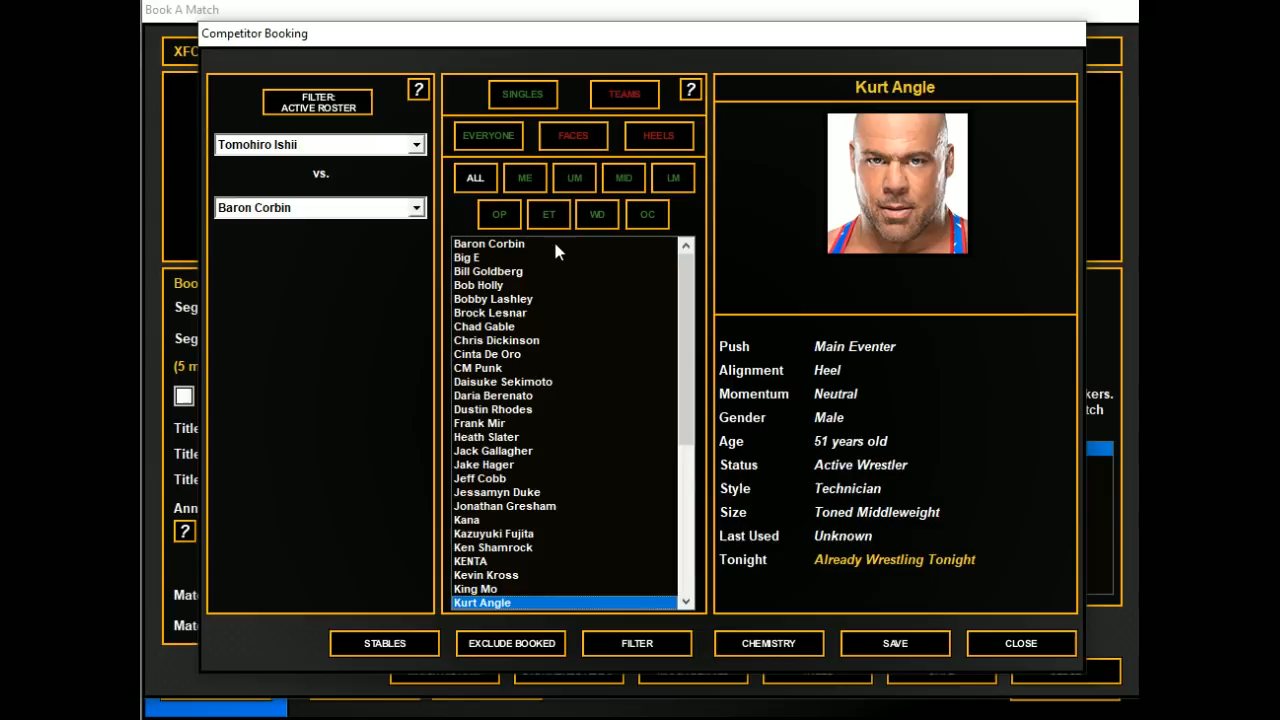 Book A Match
Competitor Booking
XFC
FILTER:
ACTIVE ROSTER
?
Tomohiro Ishii
vs.
Baron Corbin
SINGLES
TEAMS
?
EVERYONE
FACES
HEELS
ALL
ME
UM
MID
LM
OP
ET
WD
OC
Baron Corbin
Big E
Bill Goldberg
Bob Holly
Bobby Lashley
Brock Lesnar
Chad Gable
Chris Dickinson
Cinta De Oro
CM Punk
Daisuke Sekimoto
Daria Berenato
Dustin Rhodes
Frank Mir
Heath Slater
Jack Gallagher
Jake Hager
Jeff Cobb
Jessamyn Duke
Jonathan Gresham
Kana
Kazuyuki Fujita
Ken Shamrock
KENTA
Kevin Kross
King Mo
Kurt Angle
Kurt Angle
Push Main Eventer
Alignment Heel
Momentum Neutral
Gender Male
Age 51 years old
Status Active Wrestler
Style Technician
Size Toned Middleweight
Last Used Unknown
Tonight Already Wrestling Tonight
Boo
Seg
Seg
(5 m
Title
Title
Title
Ann
?
Mat
Mat
kers.
tch
STABLES
EXCLUDE BOOKED
FILTER
CHEMISTRY
SAVE
CLOSE